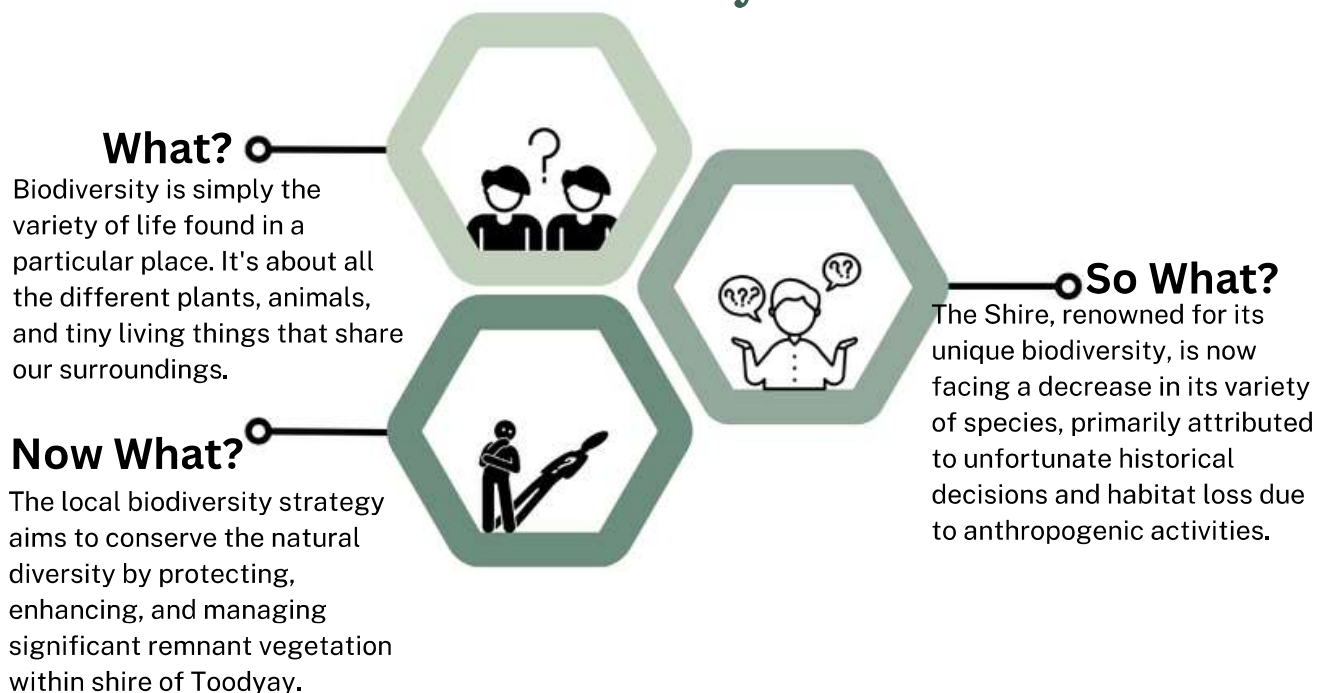 What?
Biodiversity is simply the
variety of life found in a
particular place. It's about all
the different plants, animals,
and tiny living things that share
our surroundings.
?
??? ??
So What?
The Shire, renowned for its
unique biodiversity, is now
facing a decrease in its variety
of species, primarily attributed
to unfortunate historical
decisions and habitat loss due
to anthropogenic activities.
Now What?
The local biodiversity strategy
aims to conserve the natural
diversity by protecting,
enhancing, and managing
significant remnant vegetation
within shire of Toodyay.